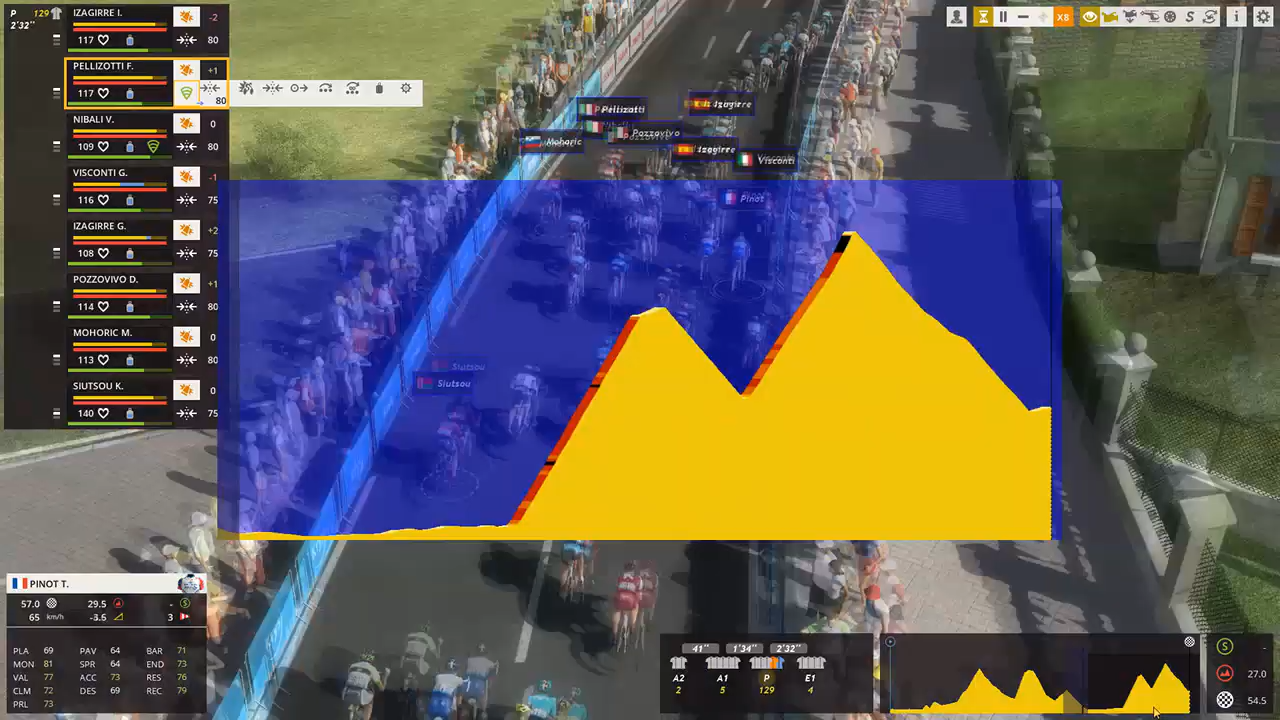 P 129
2'32"
IZAGIRRE I.
-2
117
80
PELLIZOTTI F.
+1
117
80
NIBALI V.
0
109
80
VISCONTI G.
-1
116
75
IZAGIRRE G.
+2
108
75
POZZOVIVO D.
+1
114
80
MOHORIC M.
0
113
80
SIUTSOU K.
0
140
75
X8
S
i
Pellizotti
Izagirre
Pozzovivo
Mohoric
Izagirre
Visconti
Pinot
Siutsou
Siutsou
PINOT T.
57.0 29.5 - S
65 km/h -3.5 3
PLA 69 PAV 64 BAR 71
MON 81 SPR 64 END 73
VAL 77 ACC 73 RES 76
CLM 72 DES 69 REC 79
PRL 73
41" 1'34" 2'32"
A2 A1 P E1
2 5 129 4
S -
27.0
54.5